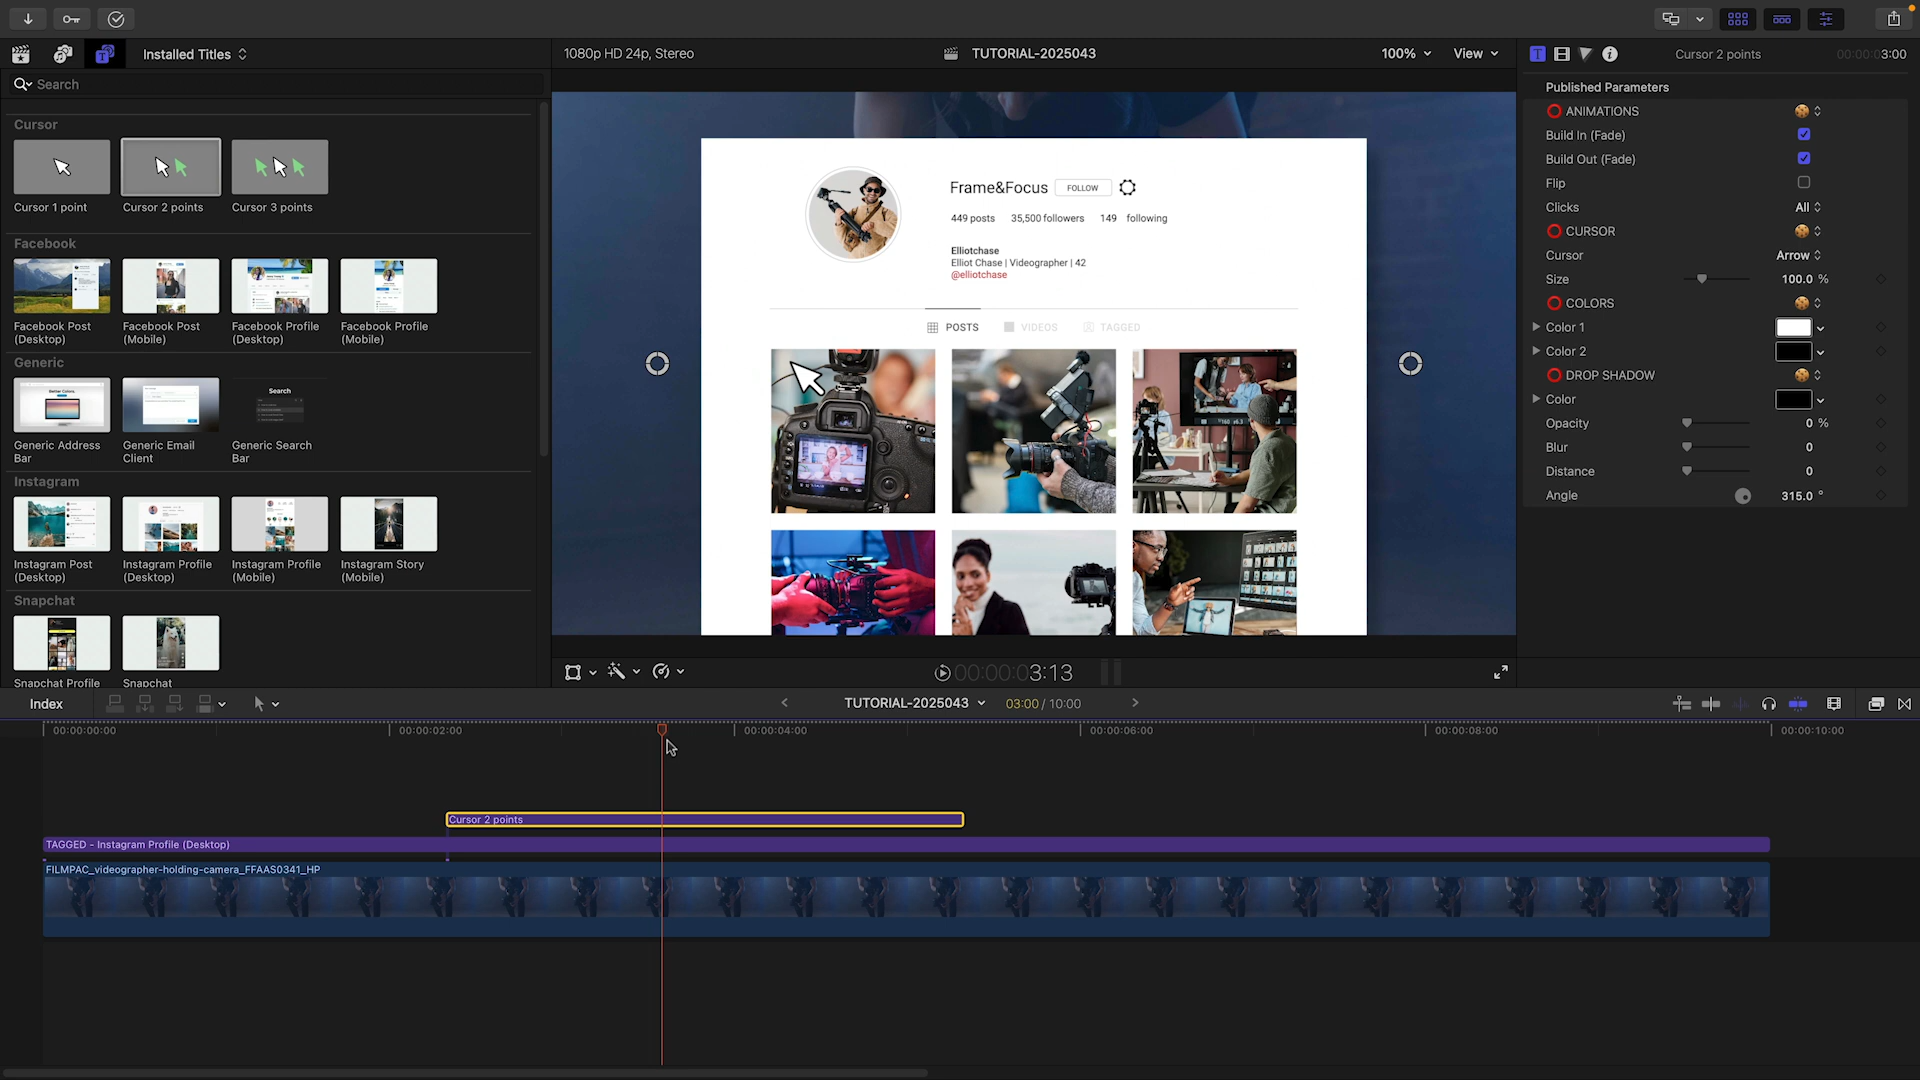 Installed Titles
1080p HD 24p, Stereo
TUTORIAL-2025043
100%
View
Cursor 2 points
00:00:03:00
Search
Published Parameters
ANIMATIONS
Build In (Fade)
Build Out (Fade)
Flip
Clicks
All
CURSOR
Cursor
Arrow
Size
100.0 %
COLORS
Color 1
Color 2
DROP SHADOW
Color
Opacity
0 %
Blur
0
Distance
0
Angle
315.0 °
Cursor
Cursor 1 point
Cursor 2 points
Cursor 3 points
Facebook
Facebook Post (Desktop)
Facebook Post (Mobile)
Facebook Profile (Desktop)
Facebook Profile (Mobile)
Generic
Better Colors.
Search
Generic Address Bar
Generic Email Client
Generic Search Bar
Instagram
Instagram Post (Desktop)
Instagram Profile (Desktop)
Instagram Profile (Mobile)
Instagram Story (Mobile)
Snapchat
Snapchat Profile
Snapchat
Frame&Focus
FOLLOW
449 posts
35,500 followers
149 following
Elliotchase
Elliot Chase | Videographer | 42
@elliotchase
POSTS
VIDEOS
TAGGED
00:00:03:13
Index
TUTORIAL-2025043
03:00 / 10:00
00:00:00:00
00:00:02:00
00:00:04:00
00:00:06:00
00:00:08:00
00:00:10:00
Cursor 2 points
TAGGED - Instagram Profile (Desktop)
FILMPAC_videographer-holding-camera_FFAAS0341_HP